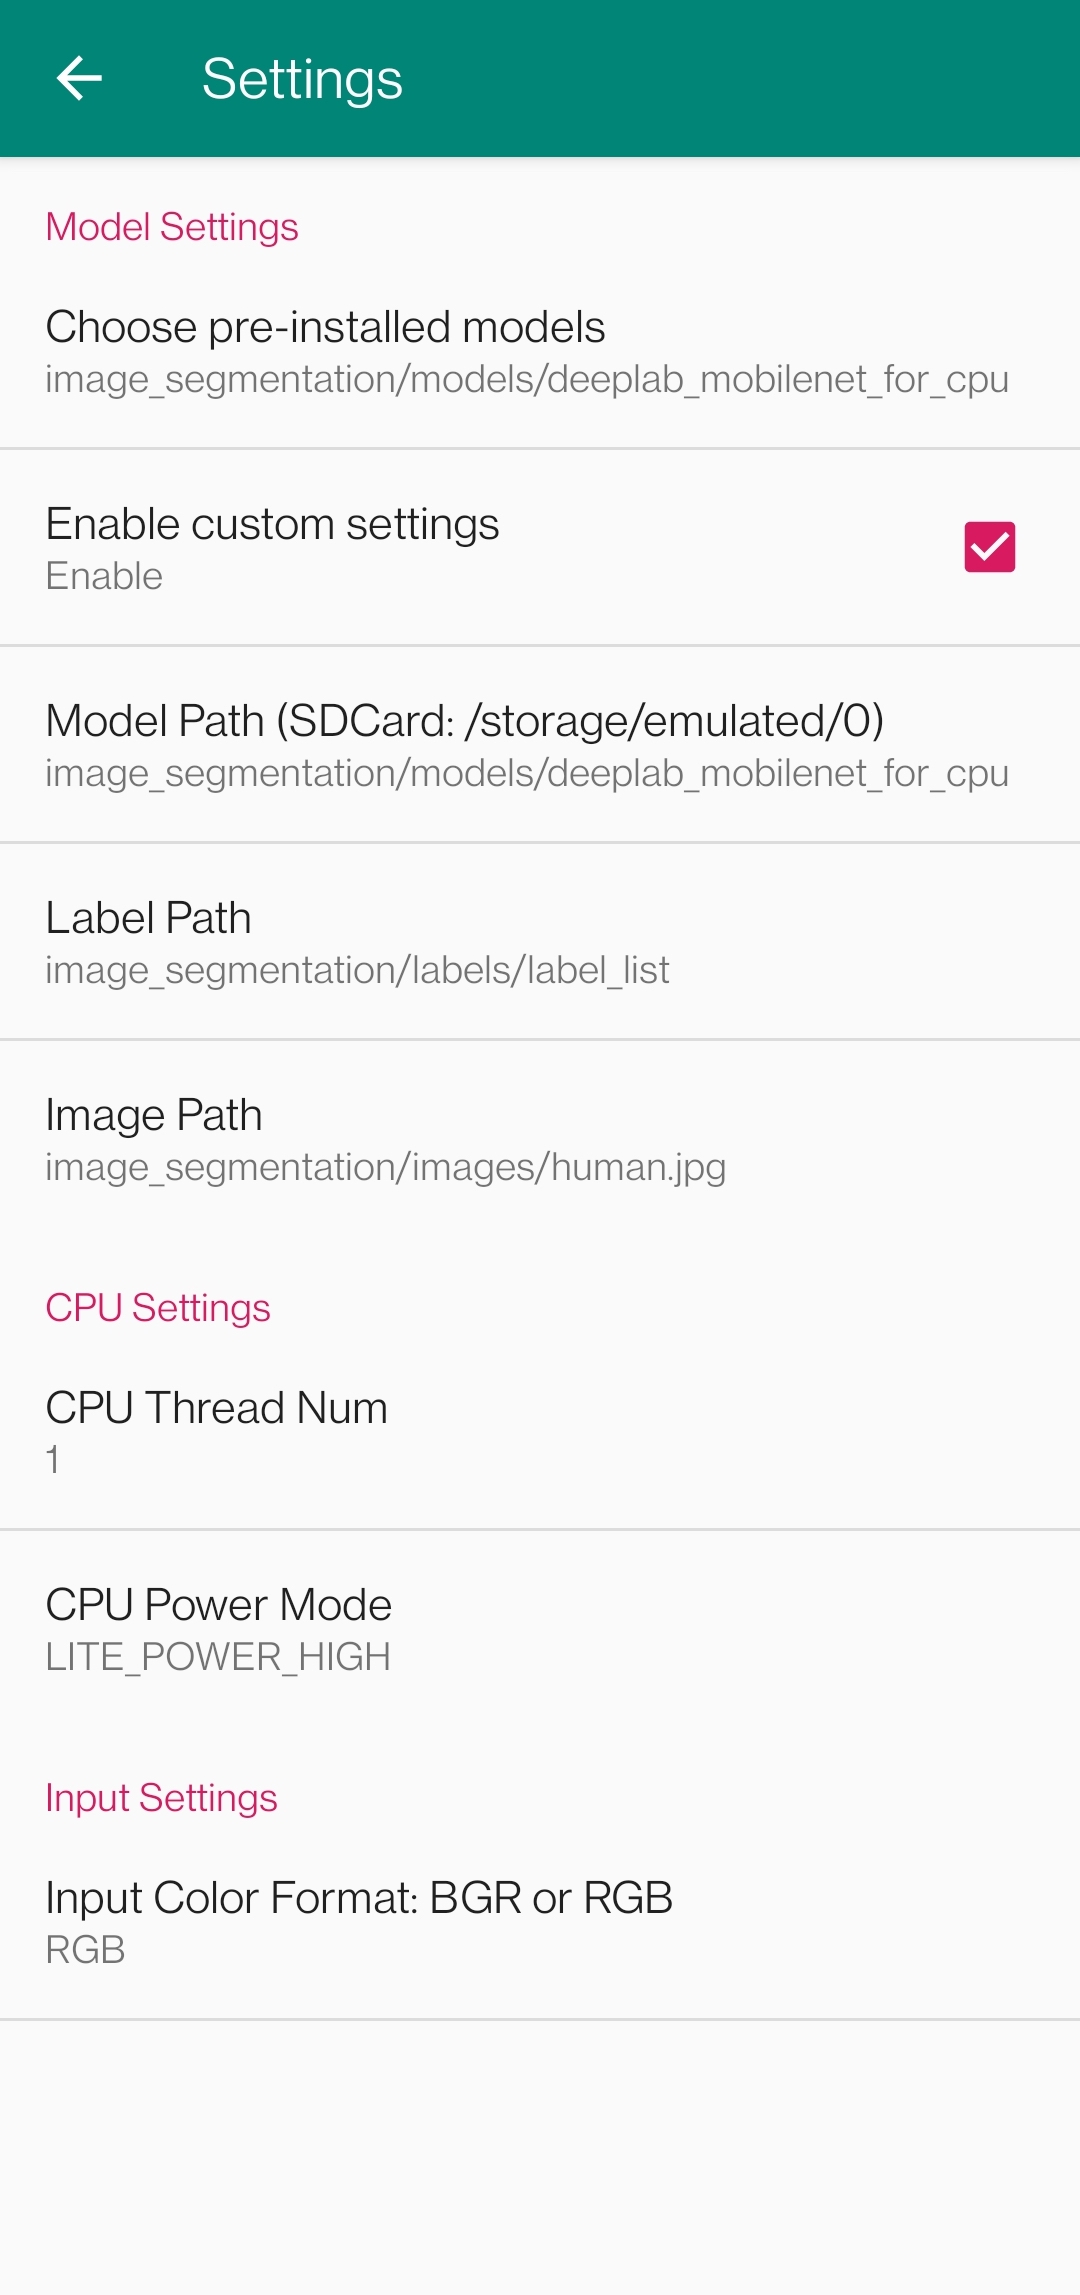 Settings
Model Settings
Choose pre-installed models
image_segmentation/models/deeplab_mobilenet_for_cpu
Enable custom settings
Enable
Model Path (SDCard: /storage/emulated/0)
image_segmentation/models/deeplab_mobilenet_for_cpu
Label Path
image_segmentation/labels/label_list
Image Path
image_segmentation/images/human.jpg
CPU Settings
CPU Thread Num
1
CPU Power Mode
LITE_POWER_HIGH
Input Settings
Input Color Format: BGR or RGB
RGB